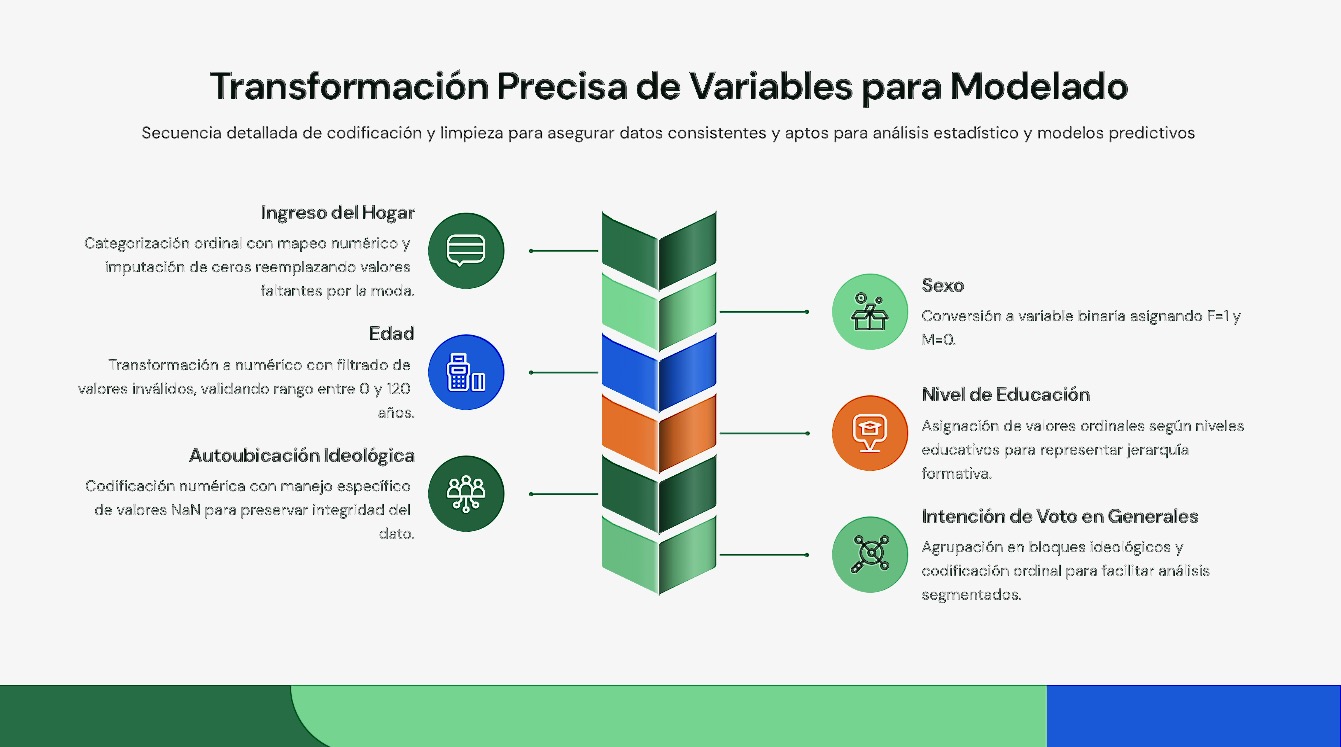 Transformación Precisa de Variables para Modelado
Secuencia detallada de codificación y limpieza para asegurar datos consistentes y aptos para análisis estadístico y modelos predictivos
Ingreso del Hogar
Categorización ordinal con mapeo numérico y
imputación de ceros reemplazando valores
faltantes por la moda.
Sexo
Conversión a variable binaria asignando F=1 y
M=0.
Edad
Transformación a numérico con filtrado de
valores inválidos, validando rango entre 0 y 120
años.
Nivel de Educación
Asignación de valores ordinales según niveles
educativos para representar jerarquía
formativa.
Autoubicación Ideológica
Codificación numérica con manejo específico
de valores NaN para preservar integridad del
dato.
Intención de Voto en Generales
Agrupación en bloques ideológicos y
codificación ordinal para facilitar análisis
segmentados.